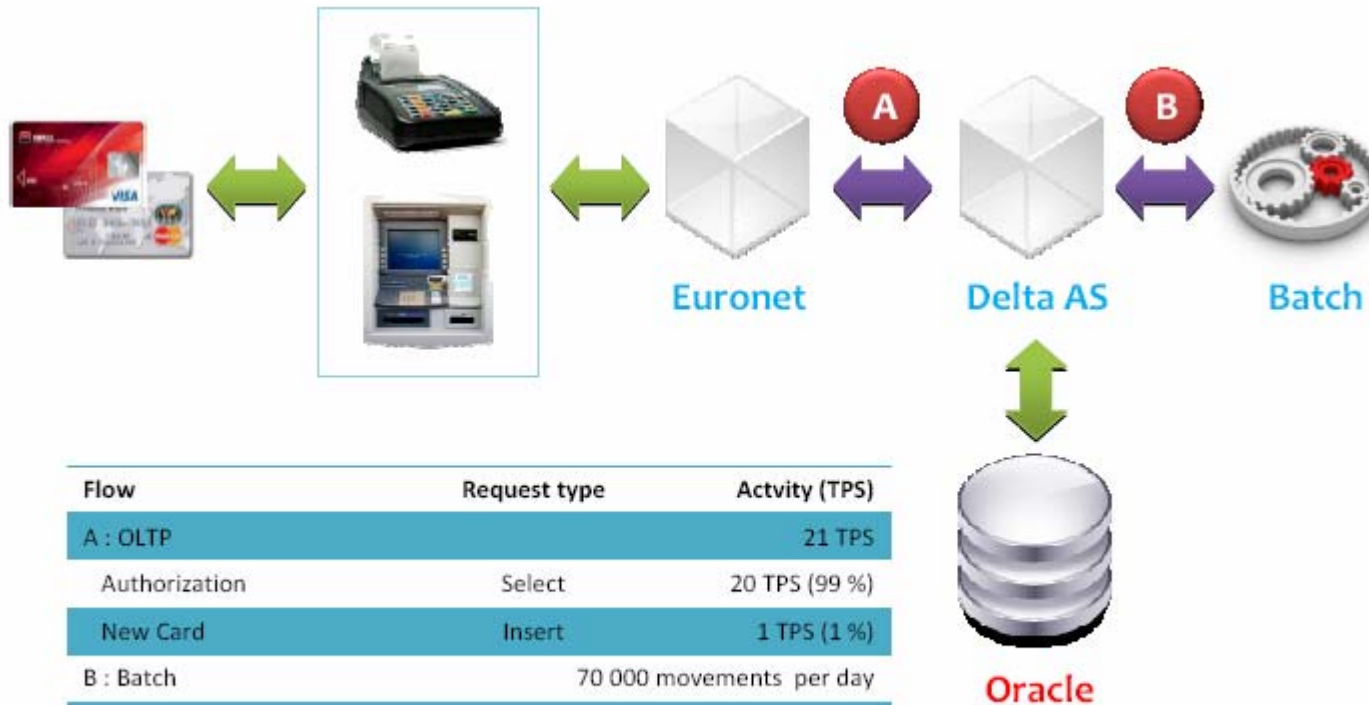 VISA
A
B
Euronet
Delta AS
Batch
Flow Request type Actvity (TPS)
A : OLTP 21 TPS
Authorization Select 20 TPS (99 %)
New Card Insert 1 TPS (1 %)
B : Batch 70 000 movements per day
Oracle